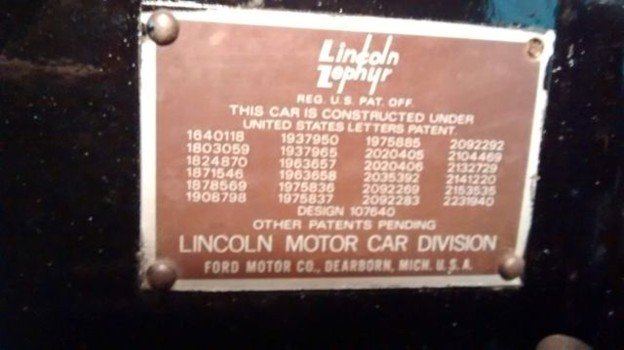 Lincoln
Zephyr
REG. U.S. PAT. OFF.
THIS CAR IS CONSTRUCTED UNDER
UNITED STATES LETTERS PATENT
1640118 1937950 1975885 2092292
1803059 1937965 2020405 2104469
1824870 1963657 2020406 2132729
1871546 1963658 2035392 2141220
1878569 1975836 2092269 2153535
1908798 1975837 2092283 2231940
DESIGN 107640
OTHER PATENTS PENDING
LINCOLN MOTOR CAR DIVISION
FORD MOTOR CO., DEARBORN, MICH. U.S.A.